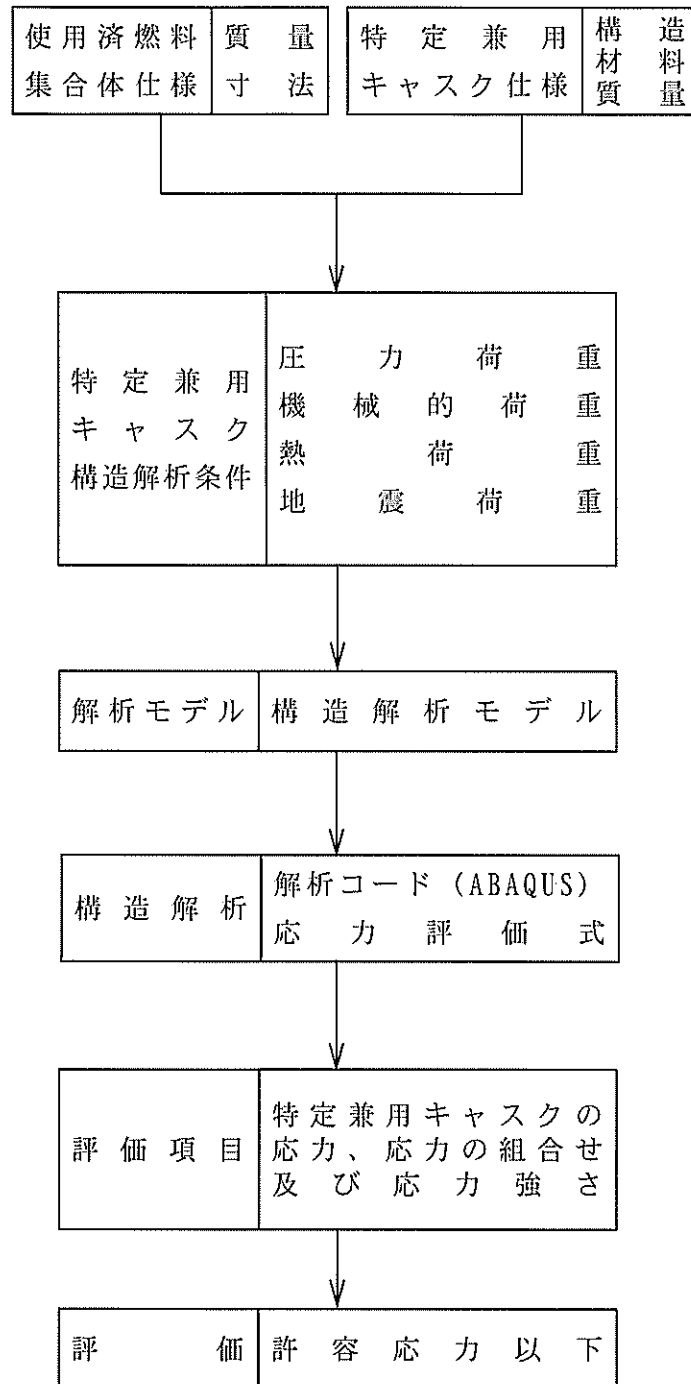 使用済燃料
集合体仕様
質量
寸法
特定兼用
キャスク仕様
構造
材料
質量
特定兼用
キャスク
構造解析条件
圧力荷重
機械的荷重
熱荷重
地震荷重
解析モデル
構造解析モデル
構造解析
解析コード(ABAQUS)
応力評価式
評価項目
特定兼用キャスクの
応力、応力の組合せ
及び応力強さ
評価
許容応力以下